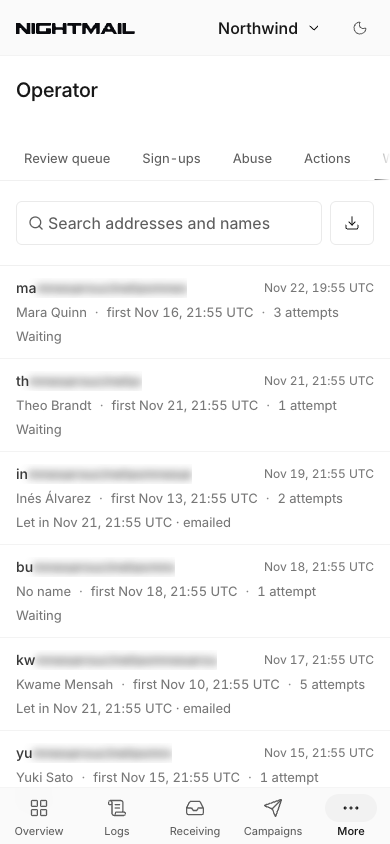 NIGHTMAIL
Northwind
Operator
Review queue Sign-ups Abuse Actions
Search addresses and names
ma Nov 22, 19:55 UTC
Mara Quinn · first Nov 16, 21:55 UTC · 3 attempts
Waiting
th Nov 21, 21:55 UTC
Theo Brandt · first Nov 21, 21:55 UTC · 1 attempt
Waiting
in Nov 19, 21:55 UTC
Inés Álvarez · first Nov 13, 21:55 UTC · 2 attempts
Let in Nov 21, 21:55 UTC · emailed
bu Nov 18, 21:55 UTC
No name · first Nov 18, 21:55 UTC · 1 attempt
Waiting
kw Nov 17, 21:55 UTC
Kwame Mensah · first Nov 10, 21:55 UTC · 5 attempts
Let in Nov 21, 21:55 UTC · emailed
yu Nov 15, 21:55 UTC
Yuki Sato · first Nov 15, 21:55 UTC · 1 attempt
Overview Logs Receiving Campaigns More